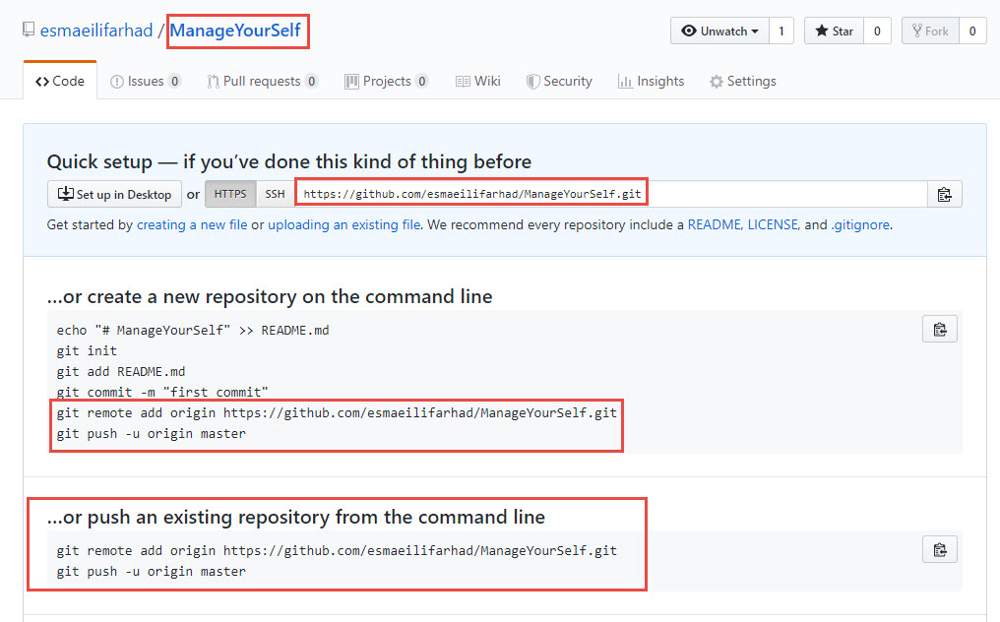 esmaeilifarhad / ManageYourSelf
Unwatch 1 Star 0 Fork 0
Code Issues 0 Pull requests 0 Projects 0 Wiki Security Insights Settings
Quick setup — if you’ve done this kind of thing before
Set up in Desktop or HTTPS SSH https://github.com/esmaeilifarhad/ManageYourSelf.git
Get started by creating a new file or uploading an existing file. We recommend every repository include a README, LICENSE, and .gitignore.
…or create a new repository on the command line
echo "# ManageYourSelf" >> README.md
git init
git add README.md
git commit -m "first commit"
git remote add origin https://github.com/esmaeilifarhad/ManageYourSelf.git
git push -u origin master
…or push an existing repository from the command line
git remote add origin https://github.com/esmaeilifarhad/ManageYourSelf.git
git push -u origin master